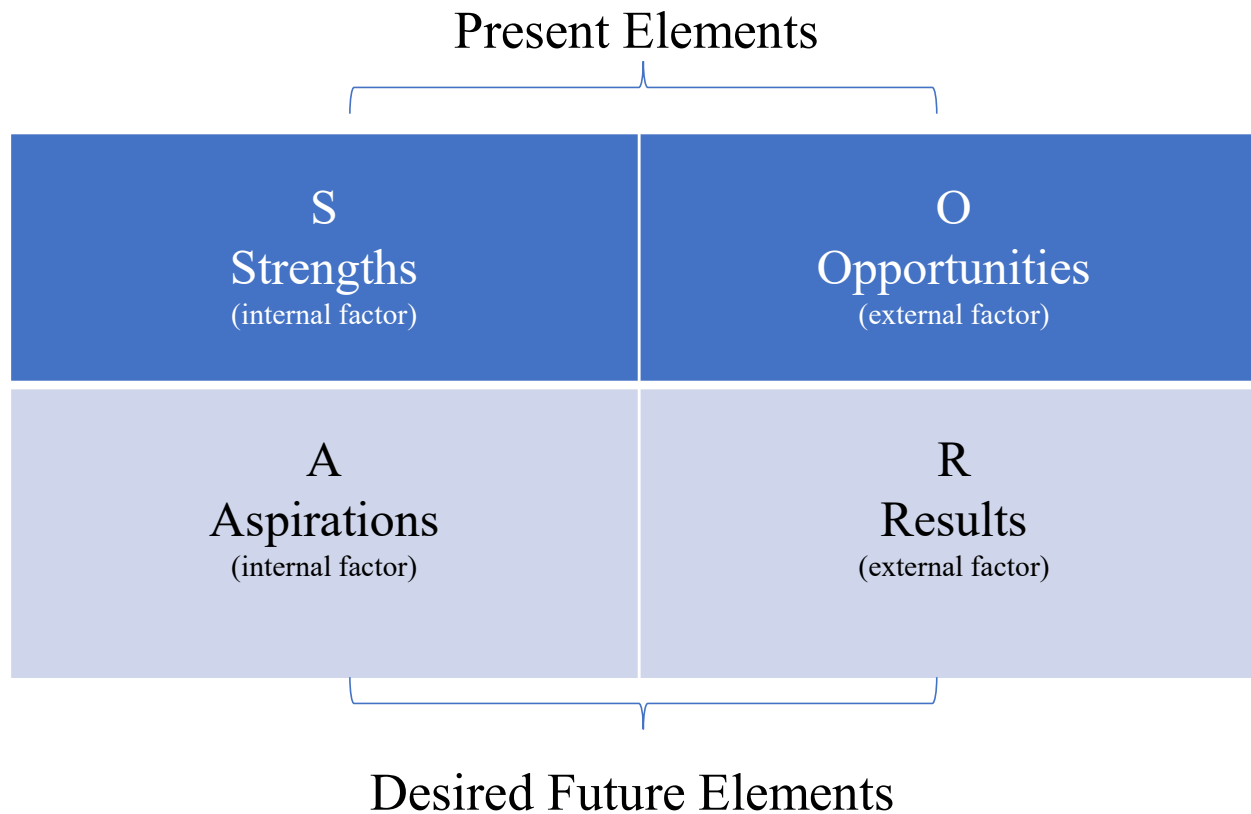 Present Elements
S
Strengths
(internal factor)
O
Opportunities
(external factor)
A
Aspirations
(internal factor)
R
Results
(external factor)
Desired Future Elements